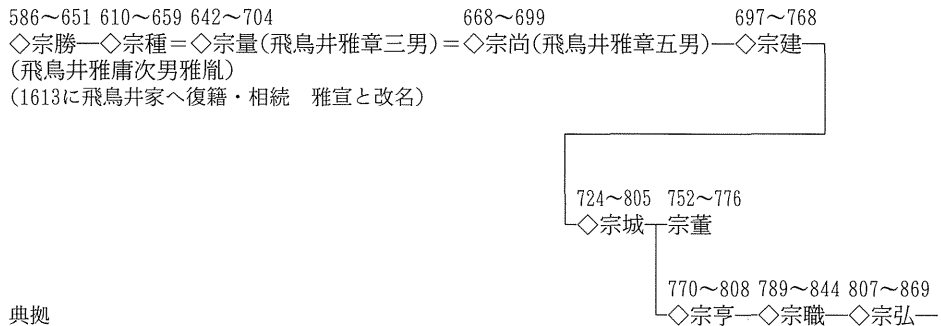 586～651 610～659 642～704 668～699 697～768
◇宗勝―◇宗種＝◇宗量(飛鳥井雅章三男)＝◇宗尚(飛鳥井雅章五男)―◇宗建
(飛鳥井雅庸次男雅胤)
(1613に飛鳥井家へ復籍・相続　雅宣と改名)
724～805 752～776
◇宗城 宗董
770～808 789～844 807～869
◇宗亨―◇宗職―◇宗弘―
典拠